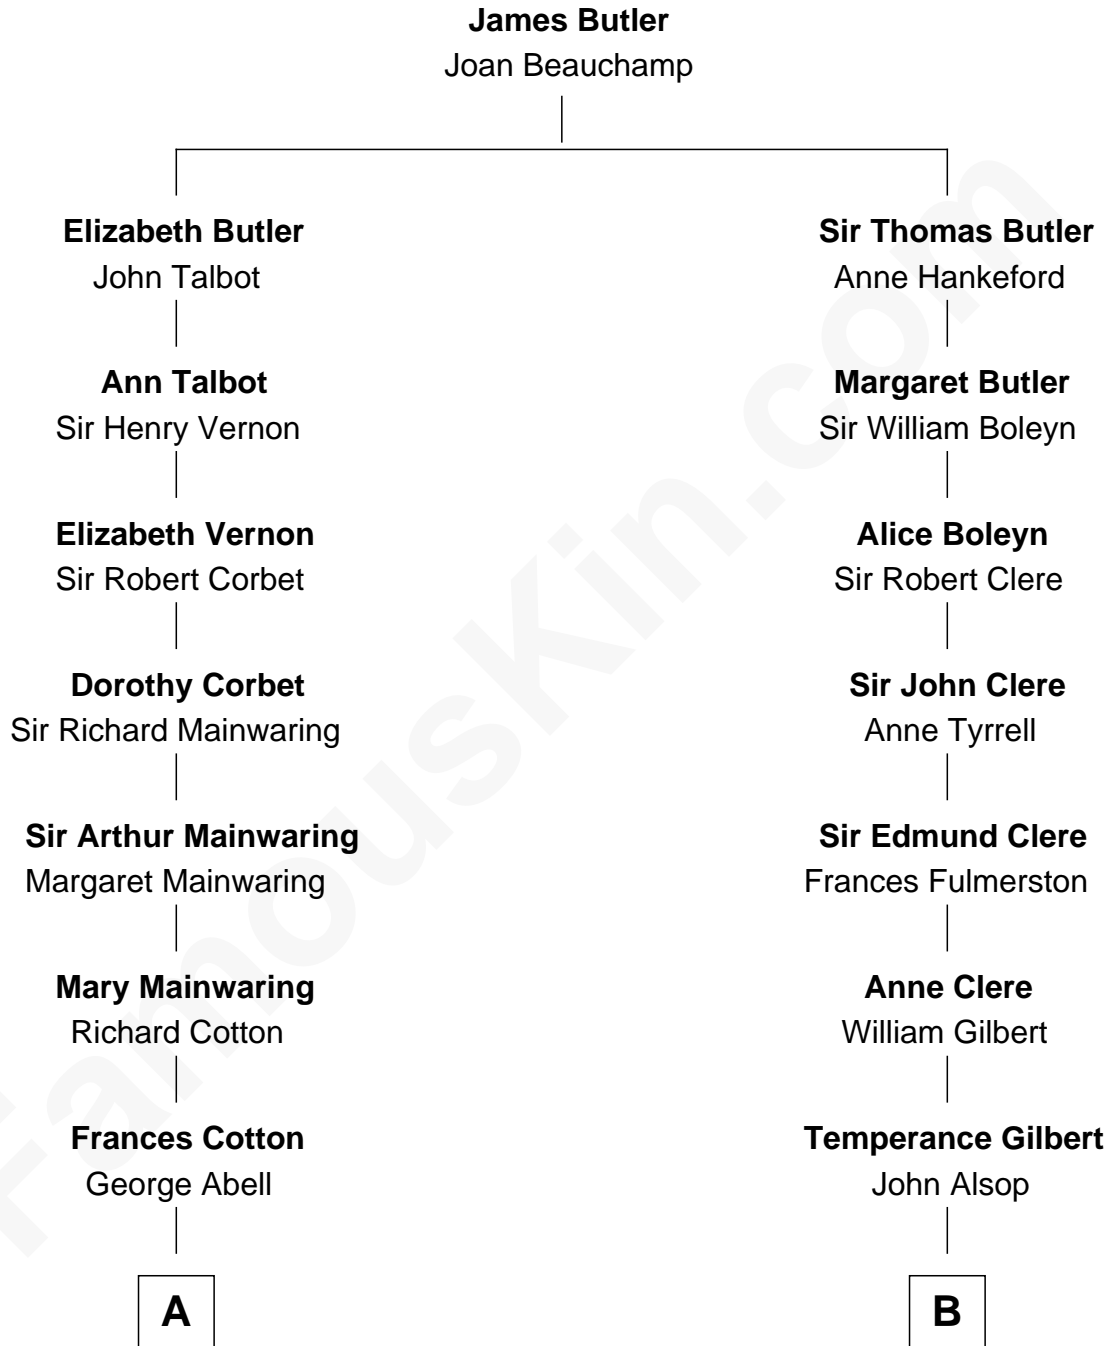 James Butler
Joan Beauchamp
Elizabeth Butler
John Talbot
Sir Thomas Butler
Anne Hankeford
Ann Talbot
Sir Henry Vernon
Margaret Butler
Sir William Boleyn
Elizabeth Vernon
Sir Robert Corbet
Alice Boleyn
Sir Robert Clere
Dorothy Corbet
Sir Richard Mainwaring
Sir John Clere
Anne Tyrrell
Sir Arthur Mainwaring
Margaret Mainwaring
Sir Edmund Clere
Frances Fulmerston
Mary Mainwaring
Richard Cotton
Anne Clere
William Gilbert
Frances Cotton
George Abell
Temperance Gilbert
John Alsop
A
B
FamousKin.com